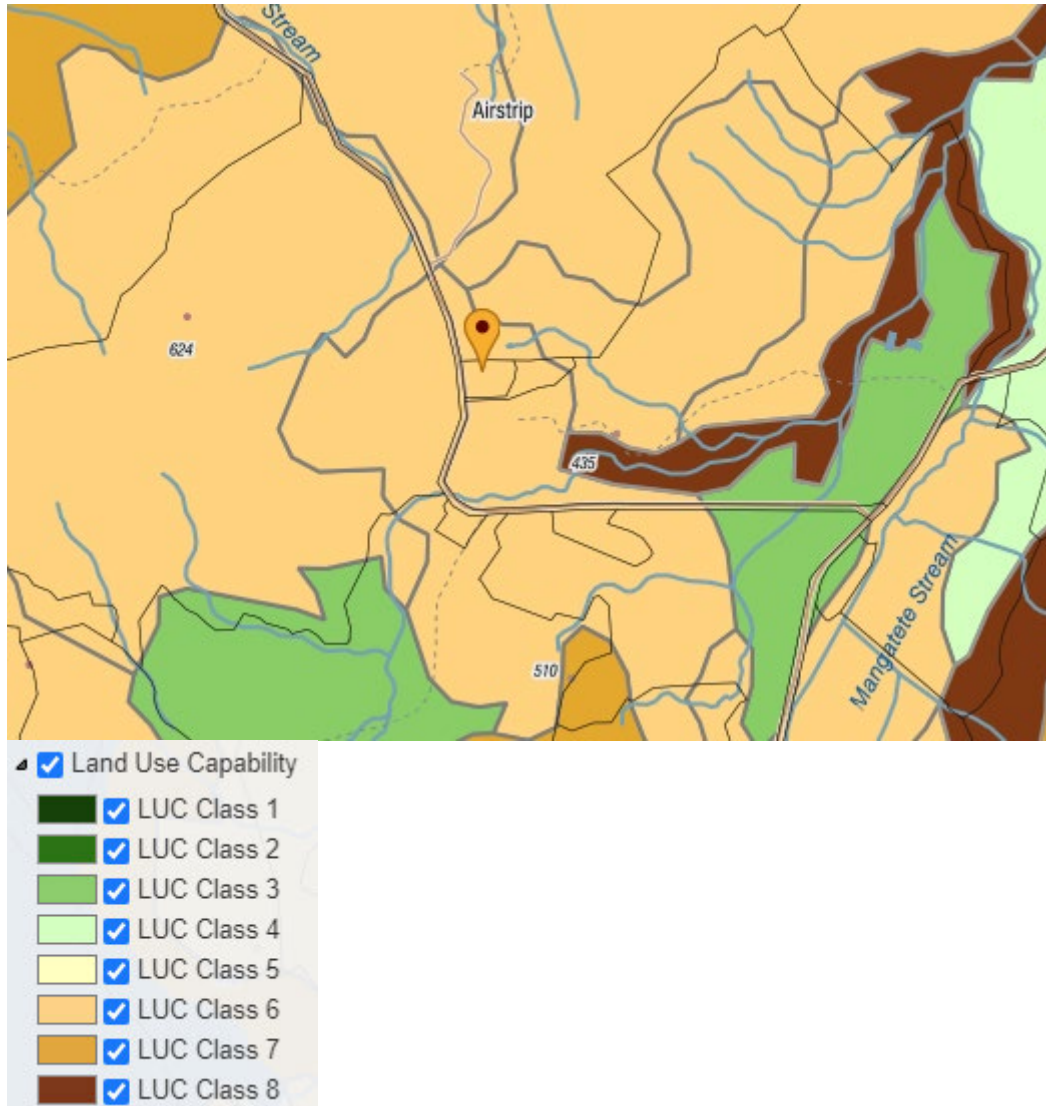 Stream
Airstrip
624
435
510
Mangatete Stream
Land Use Capability
LUC Class 1
LUC Class 2
LUC Class 3
LUC Class 4
LUC Class 5
LUC Class 6
LUC Class 7
LUC Class 8